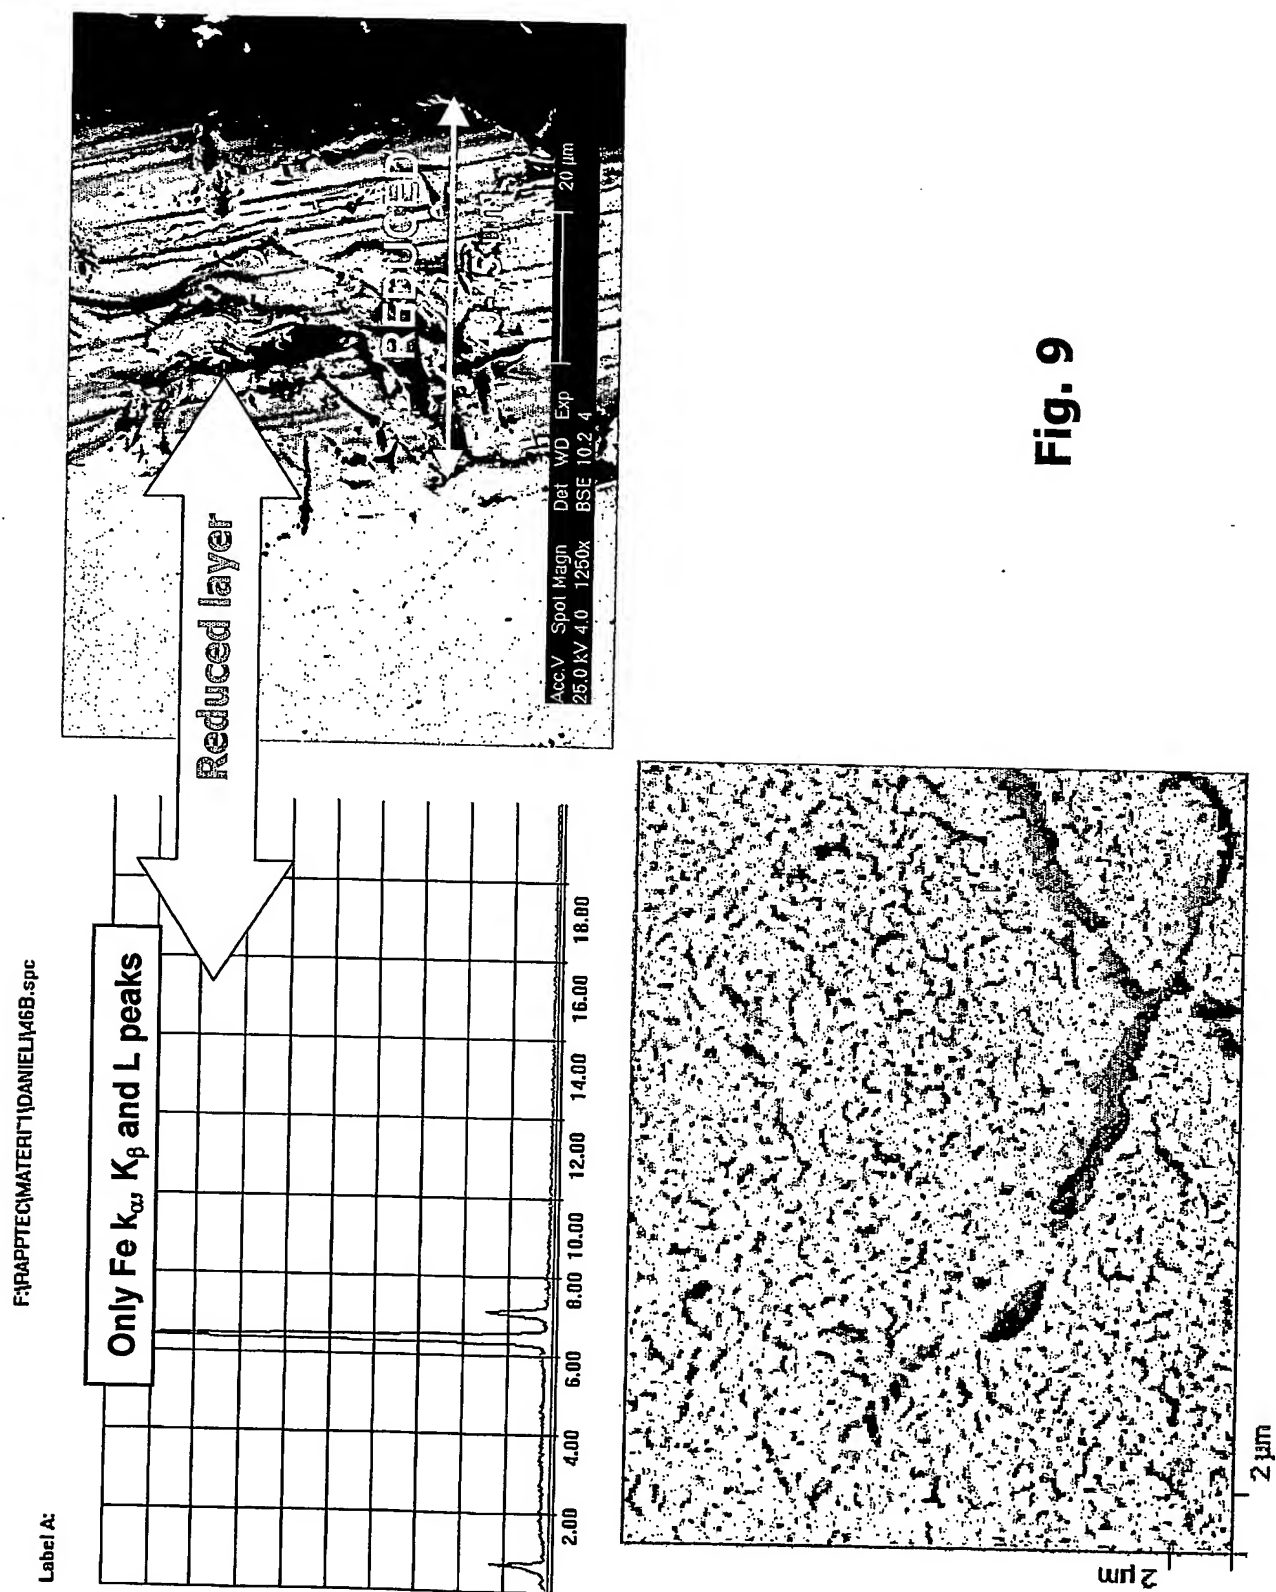 F:\RAPPTEC\MATERI~1\DANIELI\46B.spc
Label A:
Only Fe kα, Kβ and L peaks
2.00 4.00 6.00 8.00 10.00 12.00 14.00 16.00 18.00
Reduced layer
REDUCED
Acc.V Spot Magn Det WD Exp 20 µm
25.0 kV 4.0 1250x BSE 10.2 4
2 µm
2 µm
Fig. 9